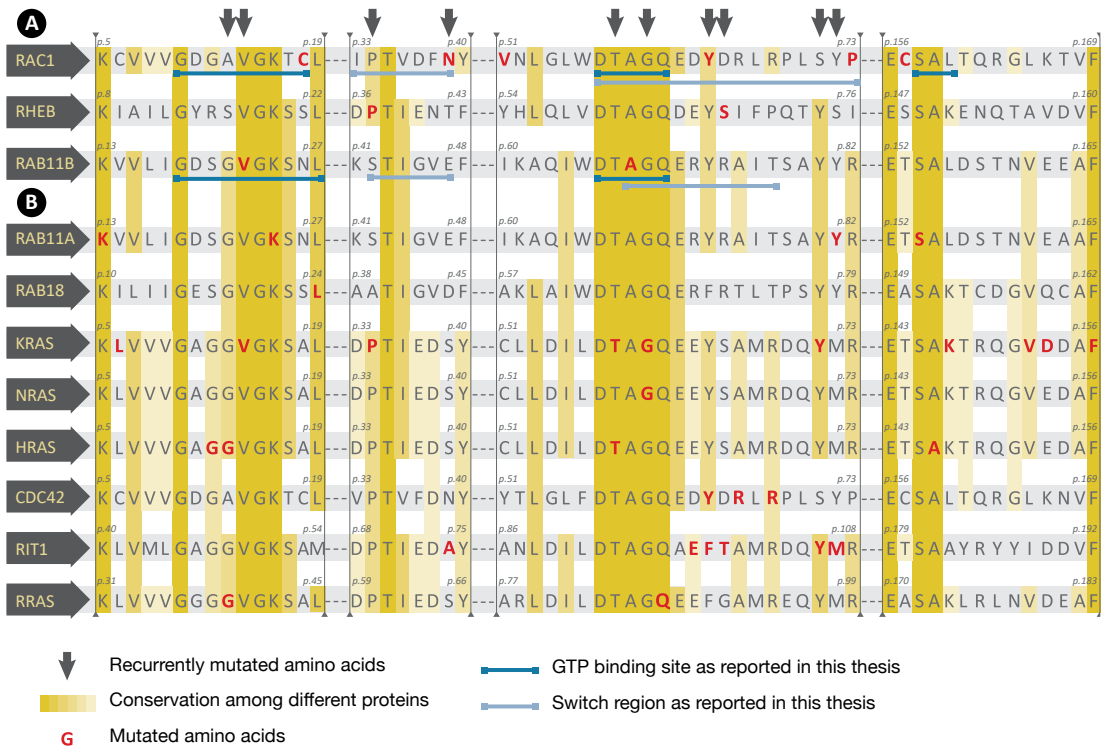 A
p.5 p.19 p.33 p.40 p.51 p.73 p.156 p.169
RAC1 KCVVVGDGAVGKTCL---IPTVDFNY---VNLGLWDTAGQEDYDRLRPLSYP---ECSALTQRGLKTVF
p.8 p.22 p.36 p.43 p.54 p.76 p.147 p.160
RHEB KIAILGYRSVGKSSL---DPTIENTF---YHLQLVDTAGQDEYSIFPQTYSI---ESSAKENQTAVDVF
p.13 p.27 p.41 p.48 p.60 p.82 p.152 p.165
RAB11B KVVLIGDSGVGKSNL---KSTIGVEF---IKAQIWDTAGQERYRAITSAYYR---ETSALDSTNVEEAF
B
p.13 p.27 p.41 p.48 p.60 p.82 p.152 p.165
RAB11A KVVLIGDSGVGKSNL---KSTIGVEF---IKAQIWDTAGQERYRAITSAYYR---ETSALDSTNVEAAF
p.10 p.24 p.38 p.45 p.57 p.79 p.149 p.162
RAB18 KILIIGESGVGKSSL---AATIGVDF---AKLAIWDTAGQERFRTLTPSYYR---EASAKTCDGVQCAF
p.5 p.19 p.33 p.40 p.51 p.73 p.143 p.156
KRAS KLVVVGAGGVGKSAL---DPTIEDSY---CLLDILDTAGQEEYSAMRDQYMR---ETSAKTRQGVDDAF
p.5 p.19 p.33 p.40 p.51 p.73 p.143 p.156
NRAS KLVVVGAGGVGKSAL---DPTIEDSY---CLLDILDTAGQEEYSAMRDQYMR---ETSAKTRQGVEDAF
p.5 p.19 p.33 p.40 p.51 p.73 p.143 p.156
HRAS KLVVVGAGGVGKSAL---DPTIEDSY---CLLDILDTAGQEEYSAMRDQYMR---ETSAKTRQGVEDAF
p.5 p.19 p.33 p.40 p.51 p.73 p.156 p.169
CDC42 KCVVVGDGAVGKTCL---VPTVFDNY---YTLGLFDTAGQEDYDRLRPLSYP---ECSALTQRGLKNVF
p.40 p.54 p.68 p.75 p.86 p.108 p.179 p.192
RIT1 KLVMLGAGGVGKSAM---DPTIEDAY---ANLDILDTAGQAEFTAMRDQYMR---ETSAAYRYYIDDVF
p.31 p.45 p.59 p.66 p.77 p.99 p.170 p.183
RRAS KLVVVGGGGVGKSAL---DPTIEDSY---ARLDILDTAGQEEFGAMREQYMR---EASAKLRLNVDEAF
Recurrently mutated amino acids
Conservation among different proteins
G Mutated amino acids
GTP binding site as reported in this thesis
Switch region as reported in this thesis